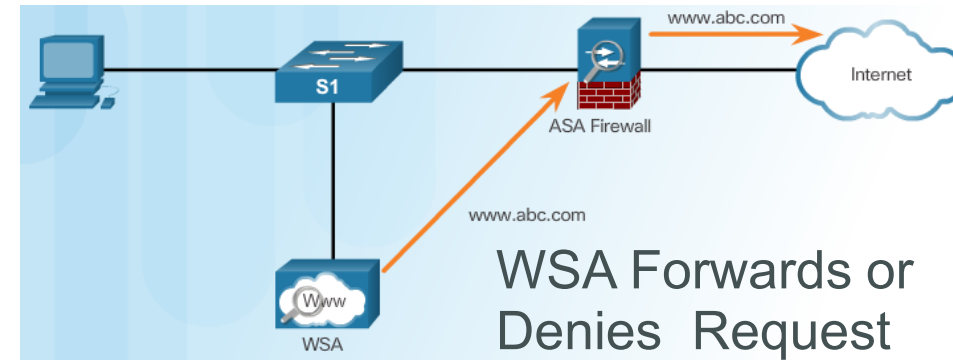 www.abc.com
Internet
S1
ASA Firewall
www.abc.com
WSA Forwards or
Denies Request
Www
WSA